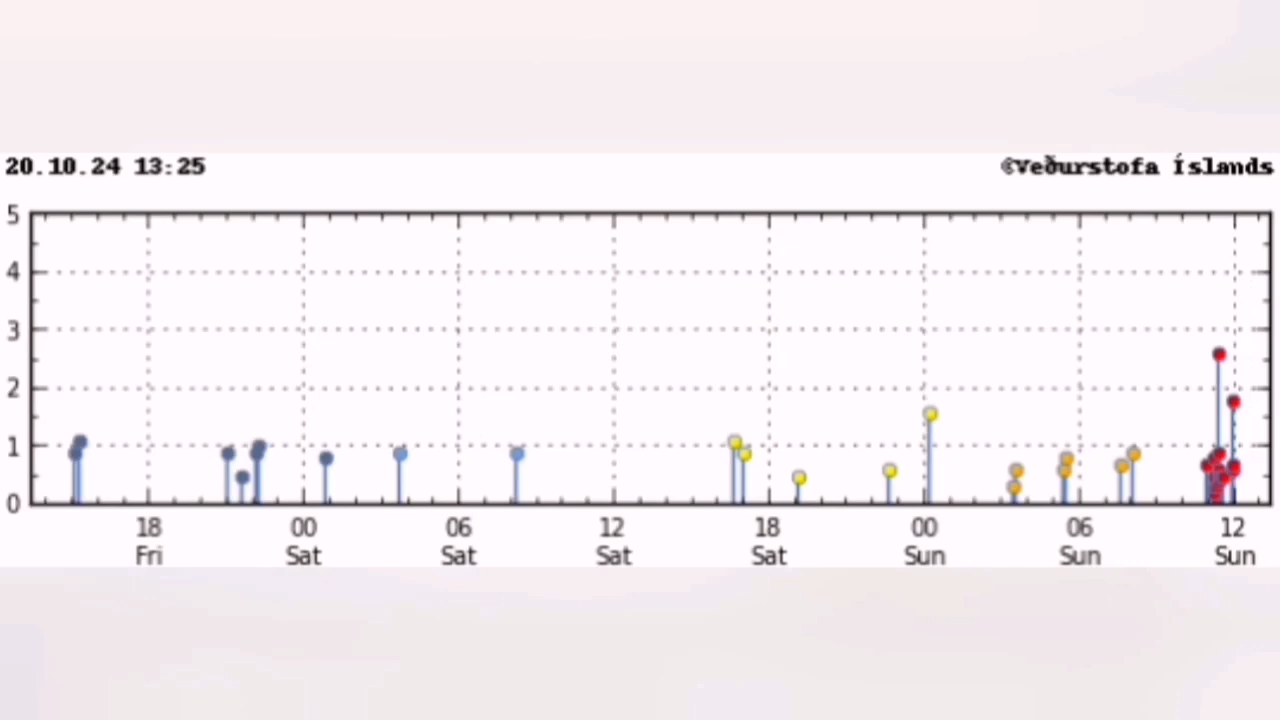 20.10.24 13:25 ©Veðurstofa Íslands
5
4
3
2
1
0
18 00 06 12 18 00 06 12
Fri Sat Sat Sat Sat Sun Sun Sun